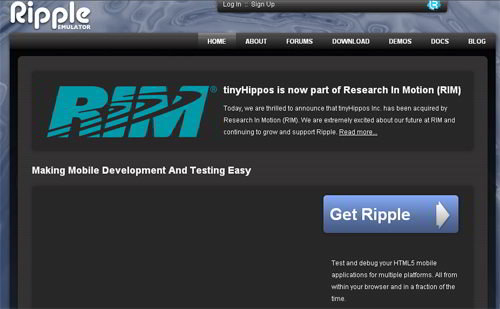 Ripple
EMULATOR
Log In :: Sign Up
HOME ABOUT FORUMS DOWNLOAD DEMOS DOCS BLOG
RIM®
tinyHippos is now part of Research In Motion (RIM)
Today, we are thrilled to announce that tinyHippos Inc. has been acquired by
Research In Motion (RIM). We are extremely excited about our future at RIM and
continuing to grow and support Ripple. Read more...
Making Mobile Development And Testing Easy
Get Ripple
Test and debug your HTML5 mobile
applications for multiple platforms. All from
within your browser and in a fraction of the
time.